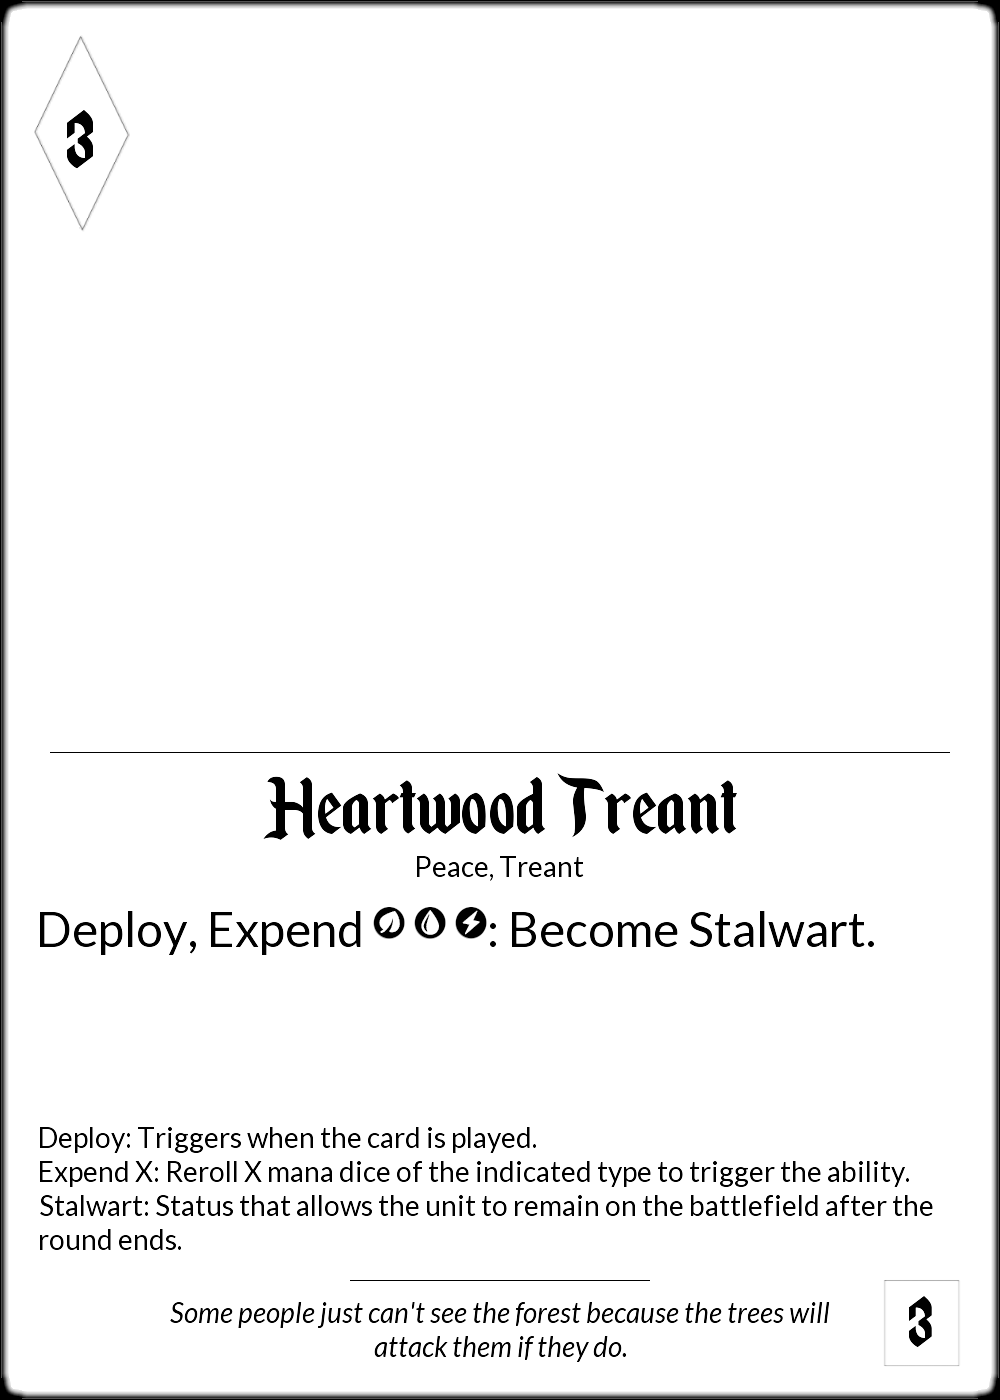 3
Heartwood Treant
Peace, Treant
Deploy, Expend : Become Stalwart.
Deploy: Triggers when the card is played.
Expend X: Reroll X mana dice of the indicated type to trigger the ability.
Stalwart: Status that allows the unit to remain on the battlefield after the
round ends.
Some people just can't see the forest because the trees will
attack them if they do.
3